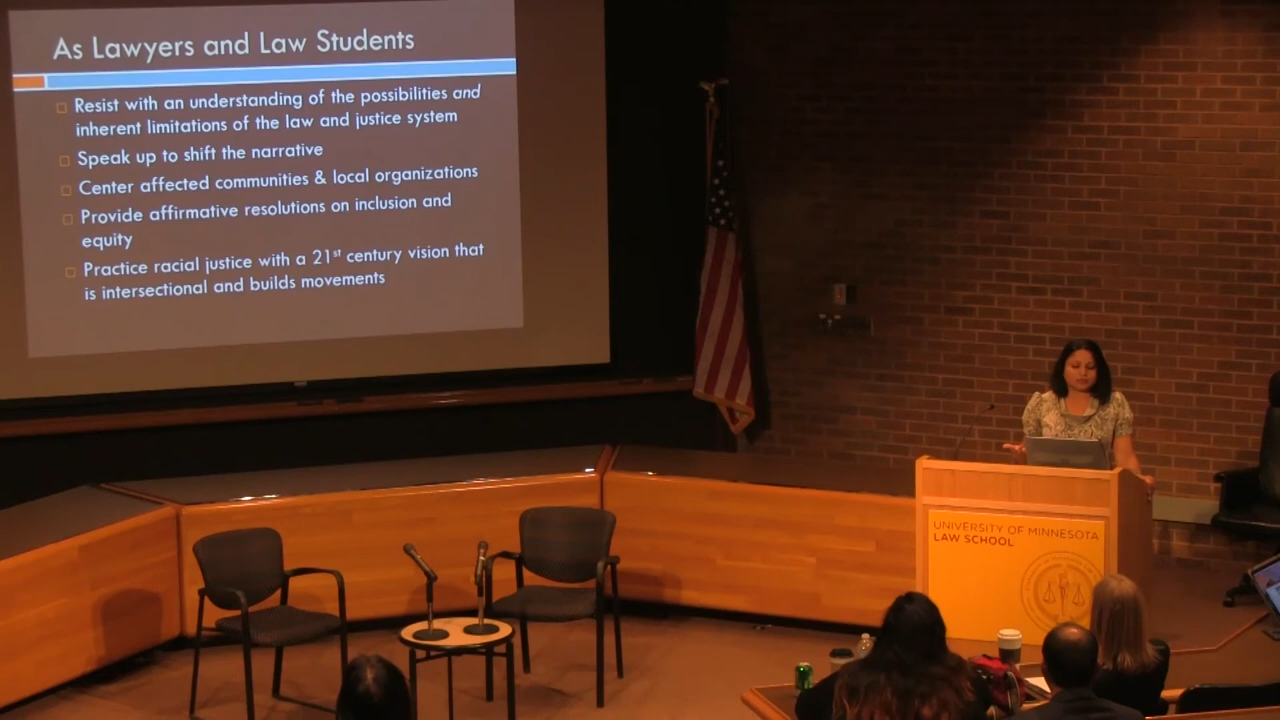 As Lawyers and Law Students
Resist with an understanding of the possibilities and
inherent limitations of the law and justice system
Speak up to shift the narrative
Center affected communities & local organizations
Provide affirmative resolutions on inclusion and
equity
Practice racial justice with a 21st century vision that
is intersectional and builds movements
UNIVERSITY OF MINNESOTA
LAW SCHOOL